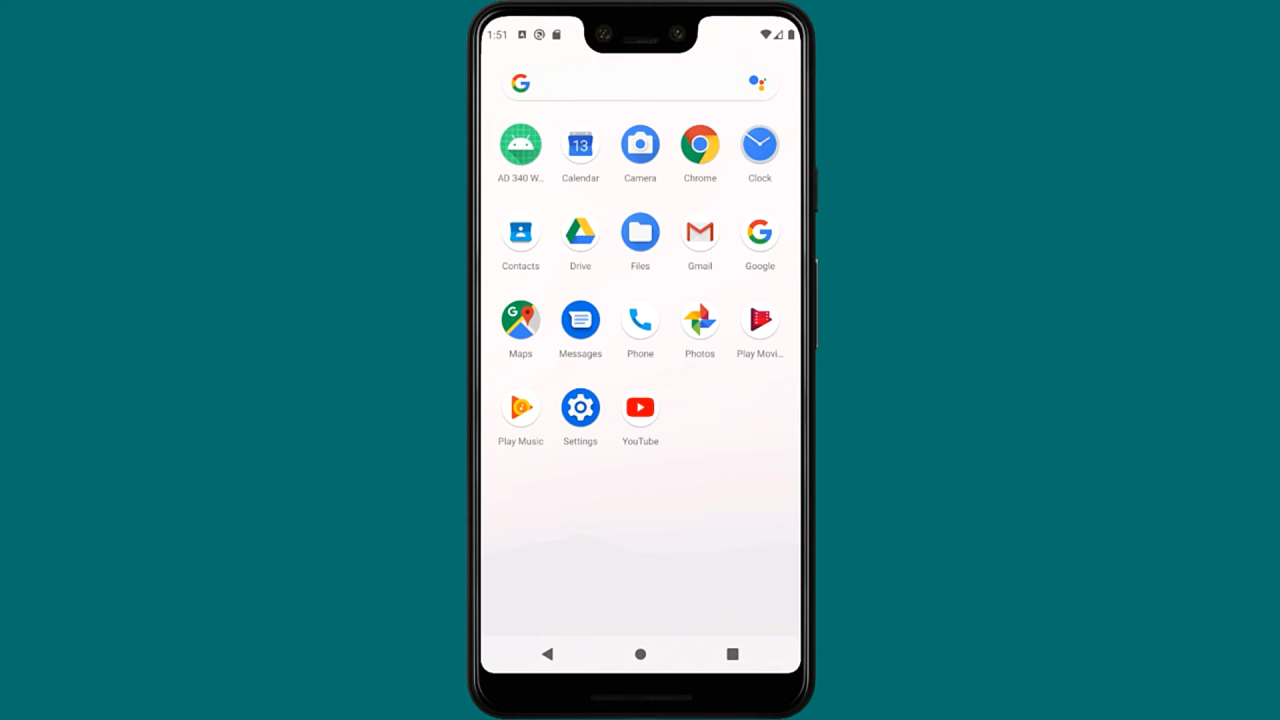 1:51
AD 340 W...
13
Calendar
Camera
Chrome
Clock
Contacts
Drive
Files
Gmail
Google
Maps
Messages
Phone
Photos
Play Movi...
Play Music
Settings
YouTube